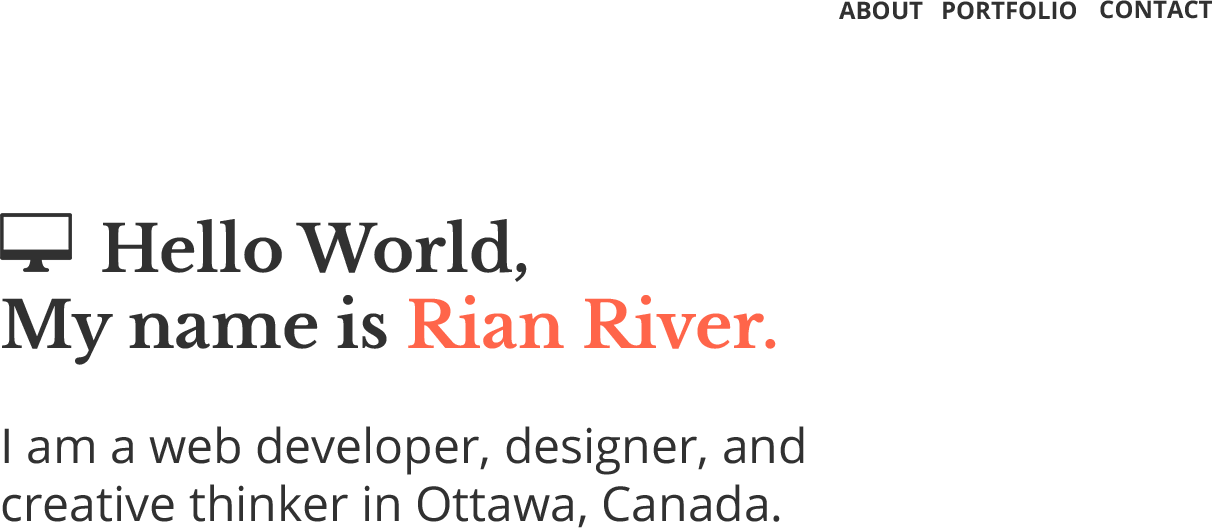 ABOUT PORTFOLIO CONTACT
Hello World,
My name is Rian River.
I am a web developer, designer, and
creative thinker in Ottawa, Canada.